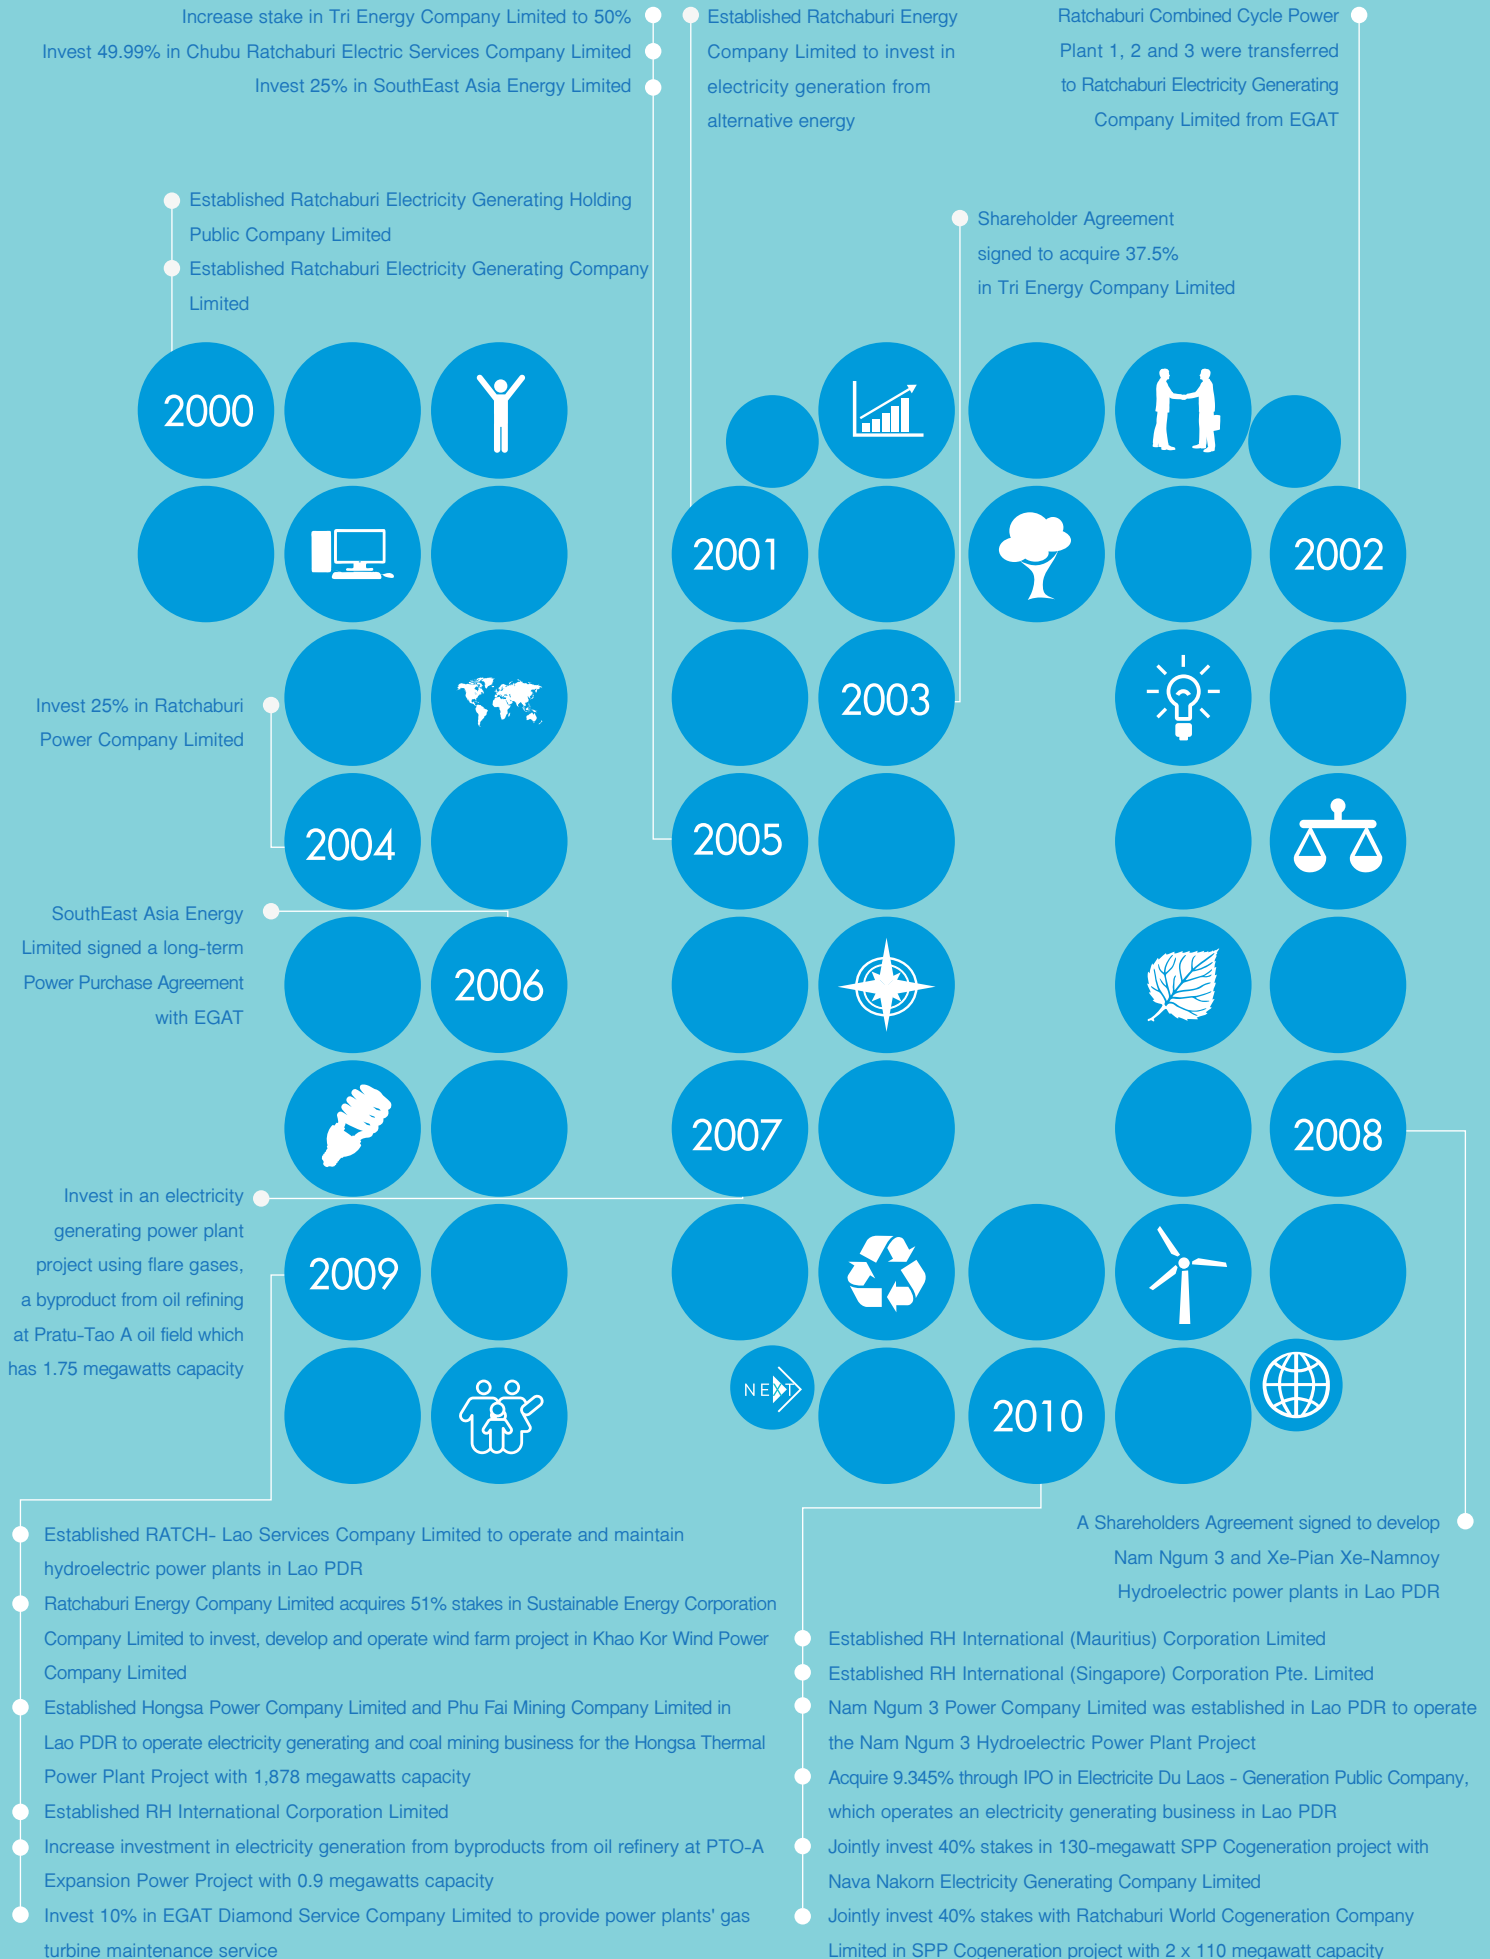 Increase stake in Tri Energy Company Limited to 50%
Invest 49.99% in Chubu Ratchaburi Electric Services Company Limited
Invest 25% in SouthEast Asia Energy Limited
Established Ratchaburi Energy
Company Limited to invest in
electricity generation from
alternative energy
Ratchaburi Combined Cycle Power
Plant 1, 2 and 3 were transferred
to Ratchaburi Electricity Generating
Company Limited from EGAT
Established Ratchaburi Electricity Generating Holding
Public Company Limited
Established Ratchaburi Electricity Generating Company
Limited
Shareholder Agreement
signed to acquire 37.5%
in Tri Energy Company Limited
2000
2001
2002
2003
Invest 25% in Ratchaburi
Power Company Limited
2004
2005
SouthEast Asia Energy
Limited signed a long-term
Power Purchase Agreement
with EGAT
2006
2007
2008
Invest in an electricity
generating power plant
project using flare gases,
a byproduct from oil refining
at Pratu-Tao A oil field which
has 1.75 megawatts capacity
2009
NEXT
2010
Established RATCH- Lao Services Company Limited to operate and maintain
hydroelectric power plants in Lao PDR
Ratchaburi Energy Company Limited acquires 51% stakes in Sustainable Energy Corporation
Company Limited to invest, develop and operate wind farm project in Khao Kor Wind Power
Company Limited
Established Hongsa Power Company Limited and Phu Fai Mining Company Limited in
Lao PDR to operate electricity generating and coal mining business for the Hongsa Thermal
Power Plant Project with 1,878 megawatts capacity
Established RH International Corporation Limited
Increase investment in electricity generation from byproducts from oil refinery at PTO-A
Expansion Power Project with 0.9 megawatts capacity
Invest 10% in EGAT Diamond Service Company Limited to provide power plants' gas
turbine maintenance service
A Shareholders Agreement signed to develop
Nam Ngum 3 and Xe-Pian Xe-Namnoy
Hydroelectric power plants in Lao PDR
Established RH International (Mauritius) Corporation Limited
Established RH International (Singapore) Corporation Pte. Limited
Nam Ngum 3 Power Company Limited was established in Lao PDR to operate
the Nam Ngum 3 Hydroelectric Power Plant Project
Acquire 9.345% through IPO in Electricite Du Laos - Generation Public Company,
which operates an electricity generating business in Lao PDR
Jointly invest 40% stakes in 130-megawatt SPP Cogeneration project with
Nava Nakorn Electricity Generating Company Limited
Jointly invest 40% stakes with Ratchaburi World Cogeneration Company
Limited in SPP Cogeneration project with 2 x 110 megawatt capacity